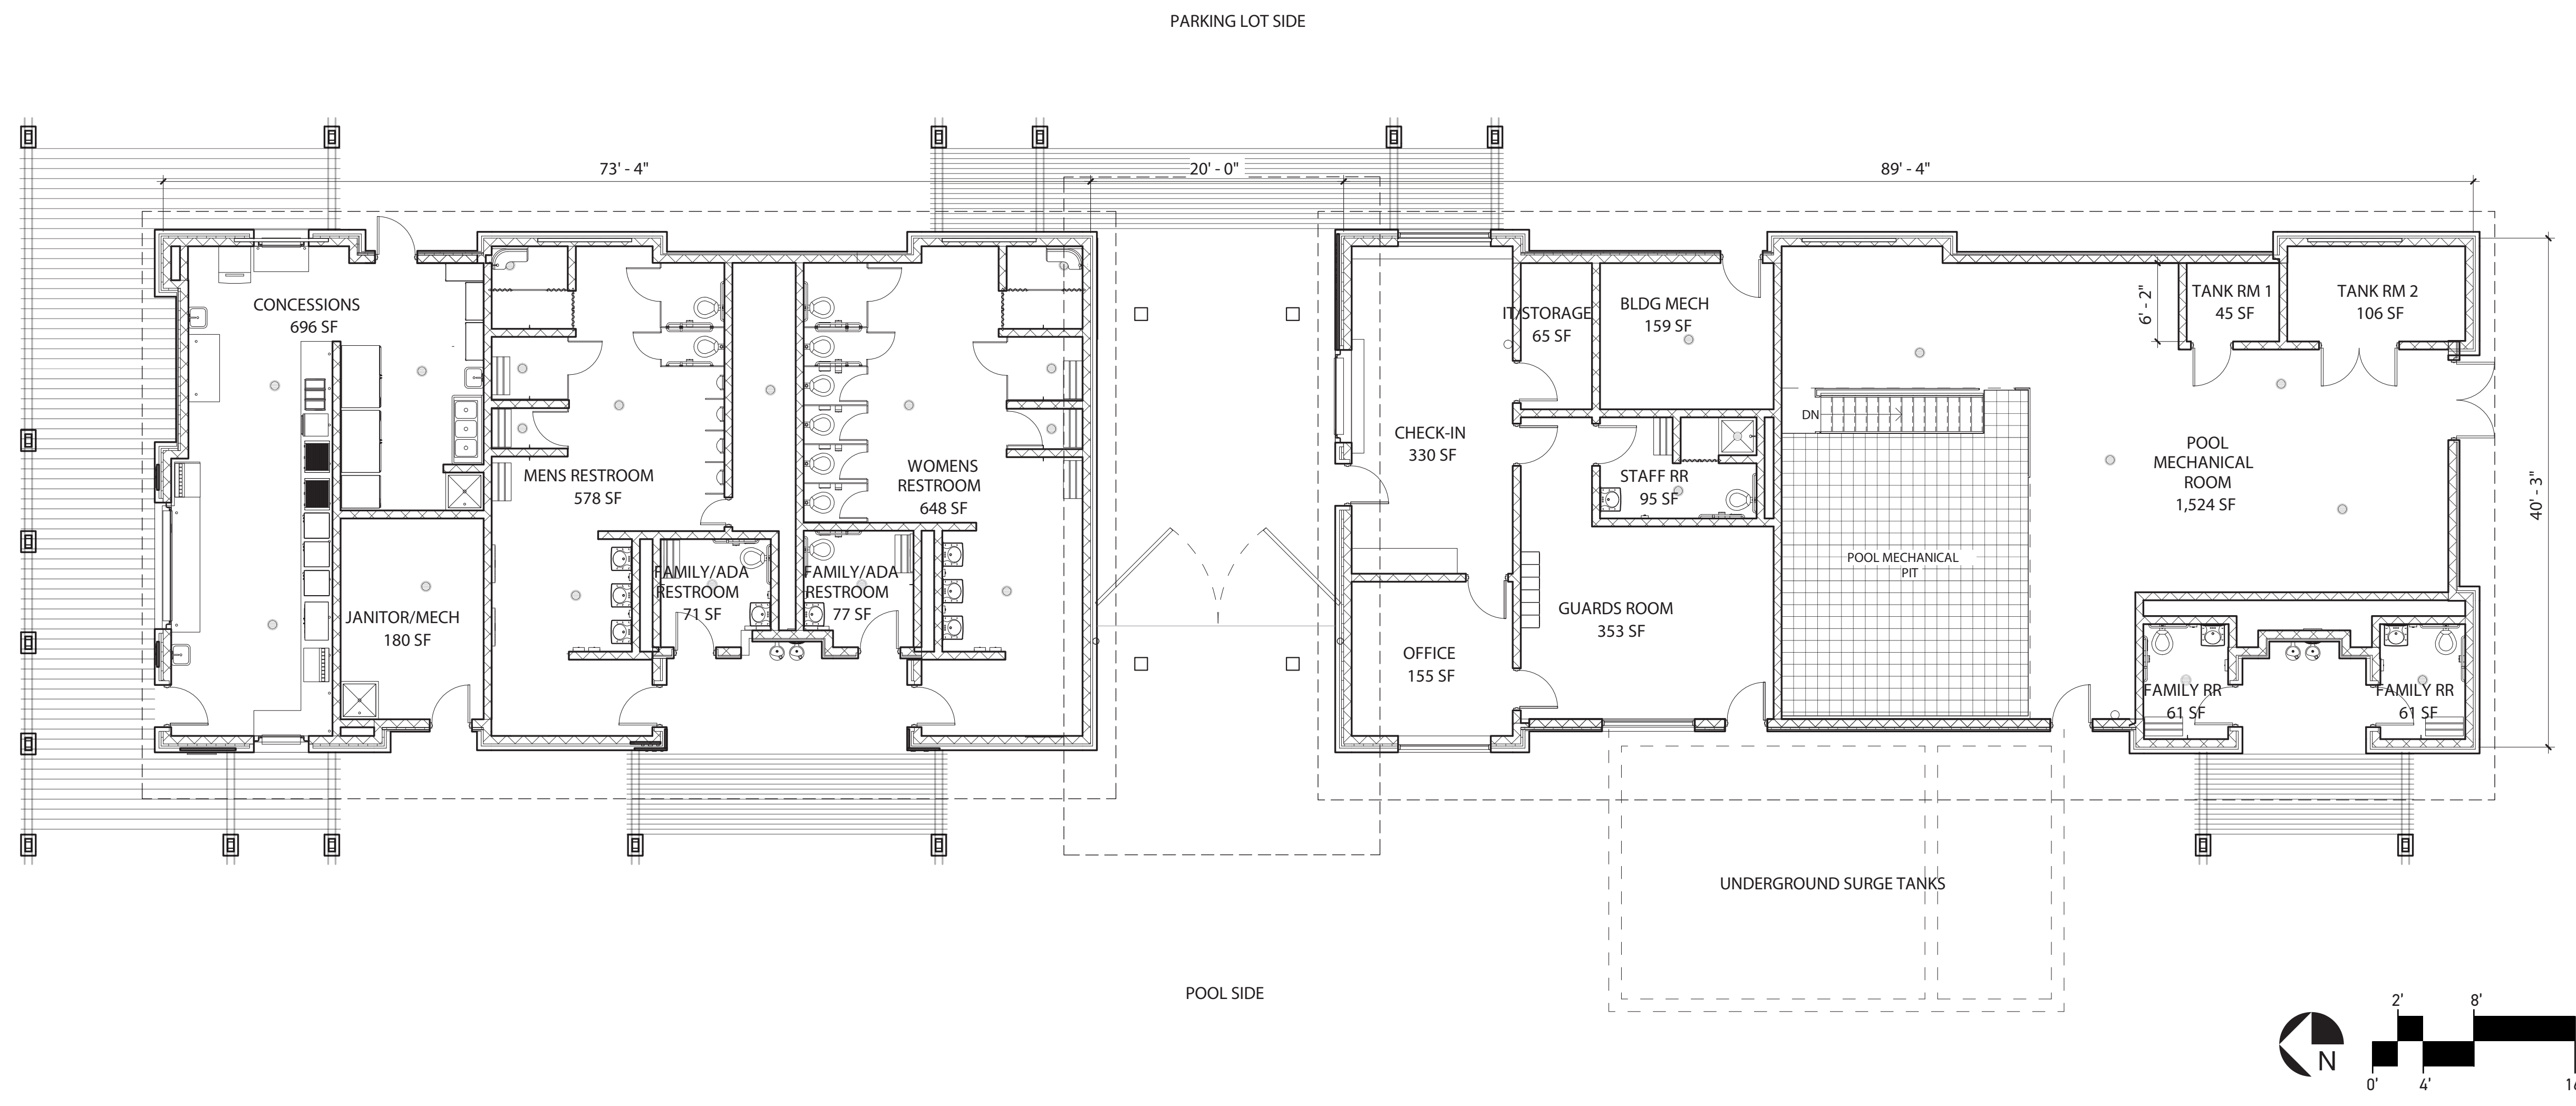 PARKING LOT SIDE
73' - 4"
20' - 0"
89' - 4"
CONCESSIONS
696 SF
JANITOR/MECH
180 SF
MENS RESTROOM
578 SF
FAMILY/ADA
RESTROOM
71 SF
FAMILY/ADA
RESTROOM
77 SF
WOMENS
RESTROOM
648 SF
CHECK-IN
330 SF
OFFICE
155 SF
IT/STORAGE
65 SF
BLDG MECH
159 SF
STAFF RR
95 SF
GUARDS ROOM
353 SF
DN
POOL MECHANICAL
PIT
POOL
MECHANICAL
ROOM
1,524 SF
6' - 2"
TANK RM 1
45 SF
TANK RM 2
106 SF
40' - 3"
FAMILY RR
61 SF
FAMILY RR
61 SF
UNDERGROUND SURGE TANKS
POOL SIDE
N
2' 8'
0' 4'